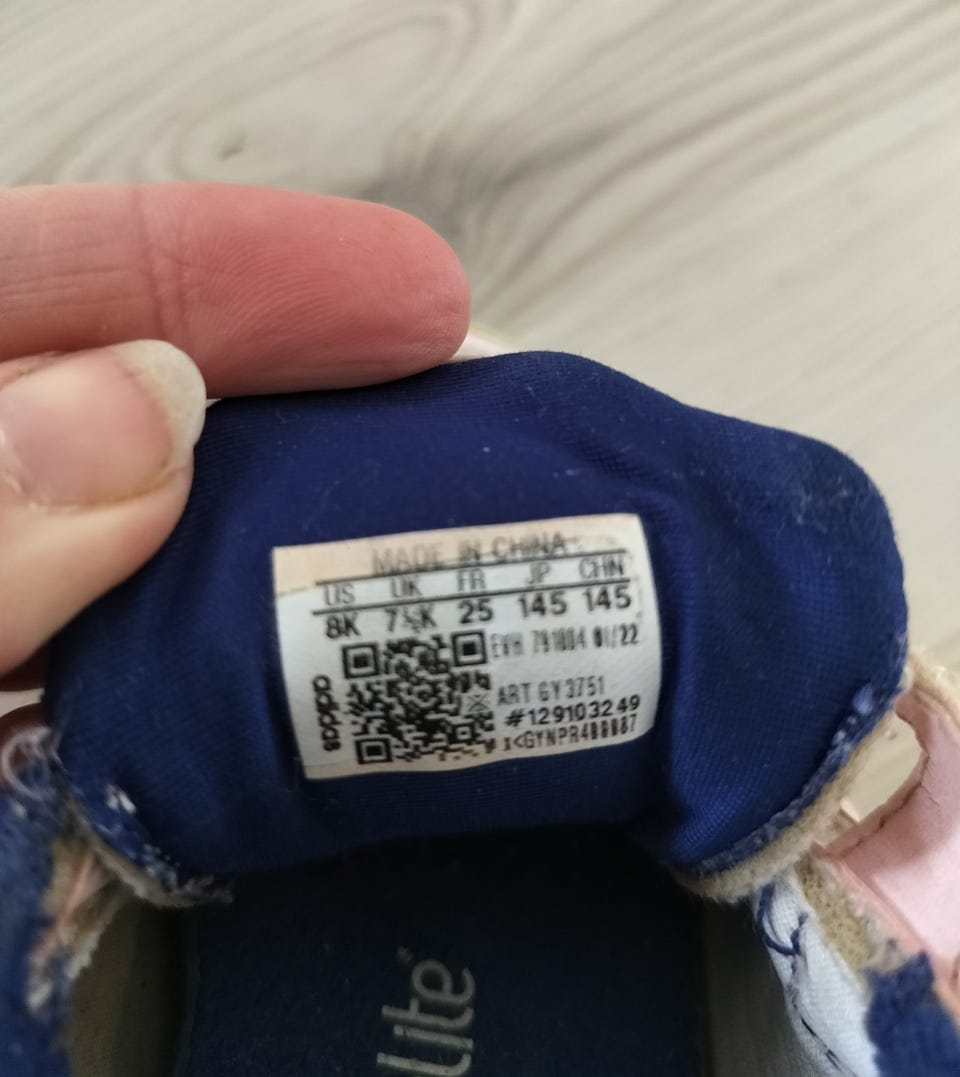 MADE IN CHINA
US UK FR JP CHN
8K 7½K 25 145 145
EVH 791004 01/22
ART GY3751
#129103249
adidas
Lite